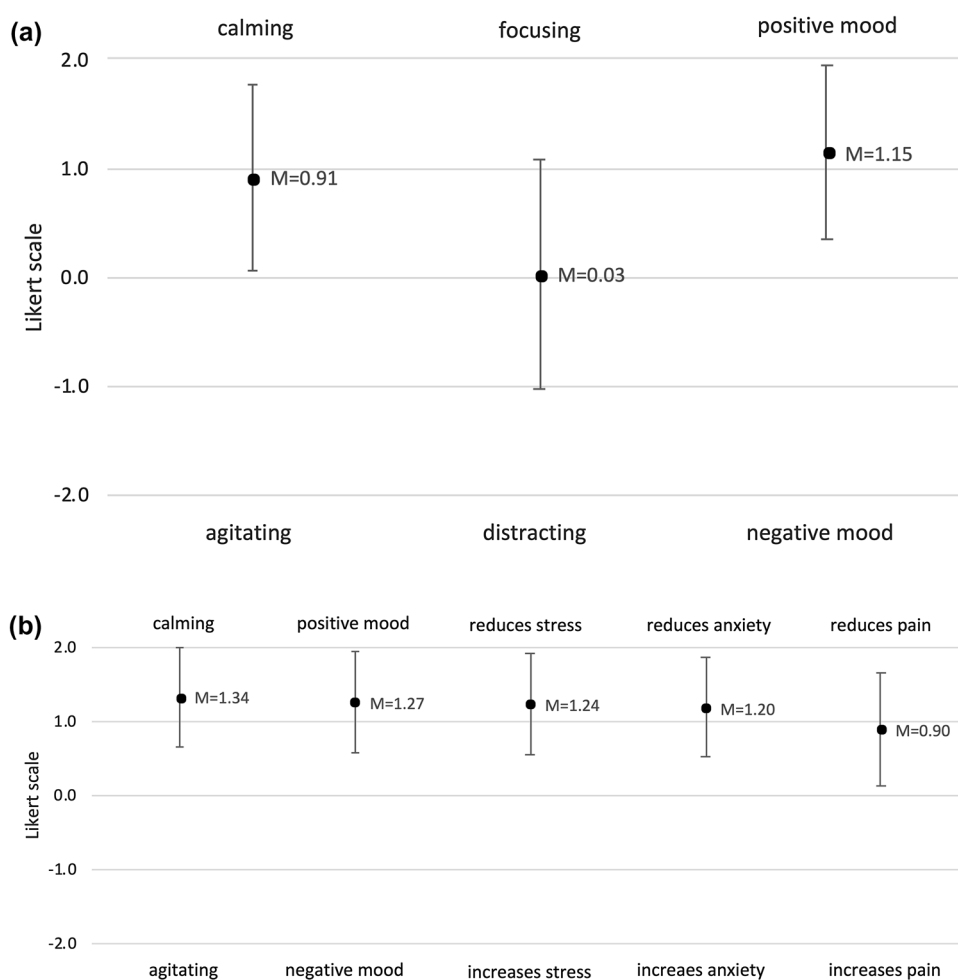 (a)
calming focusing positive mood
2.0
1.0
M=0.91 M=0.03 M=1.15
0.0
-1.0
-2.0
Likert scale
agitating distracting negative mood
(b)
calming positive mood reduces stress reduces anxiety reduces pain
2.0
M=1.34 M=1.27 M=1.24 M=1.20 M=0.90
1.0
0.0
-1.0
-2.0
Likert scale
agitating negative mood increases stress increaes anxiety increases pain